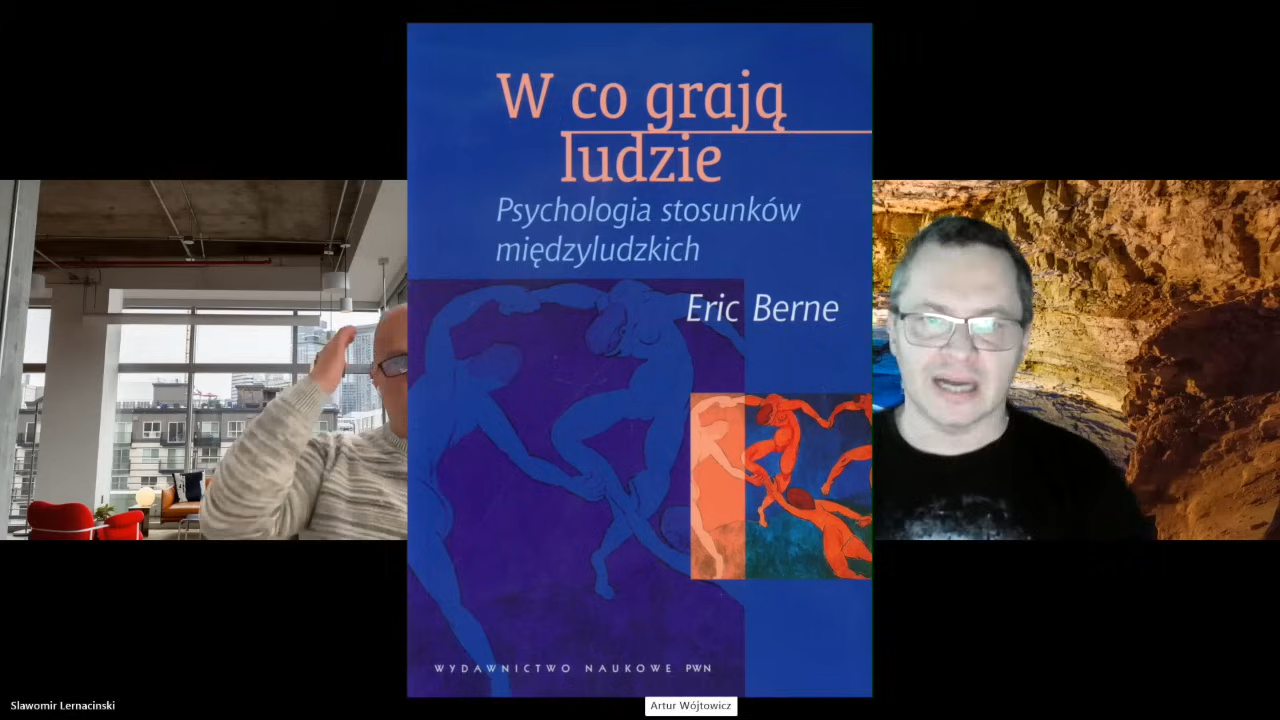 W co grają
ludzie
Psychologia stosunków
międzyludzkich
Eric Berne
WYDAWNICTWO NAUKOWE PWN
Slawomir Lernacinski
Artur Wójtowicz